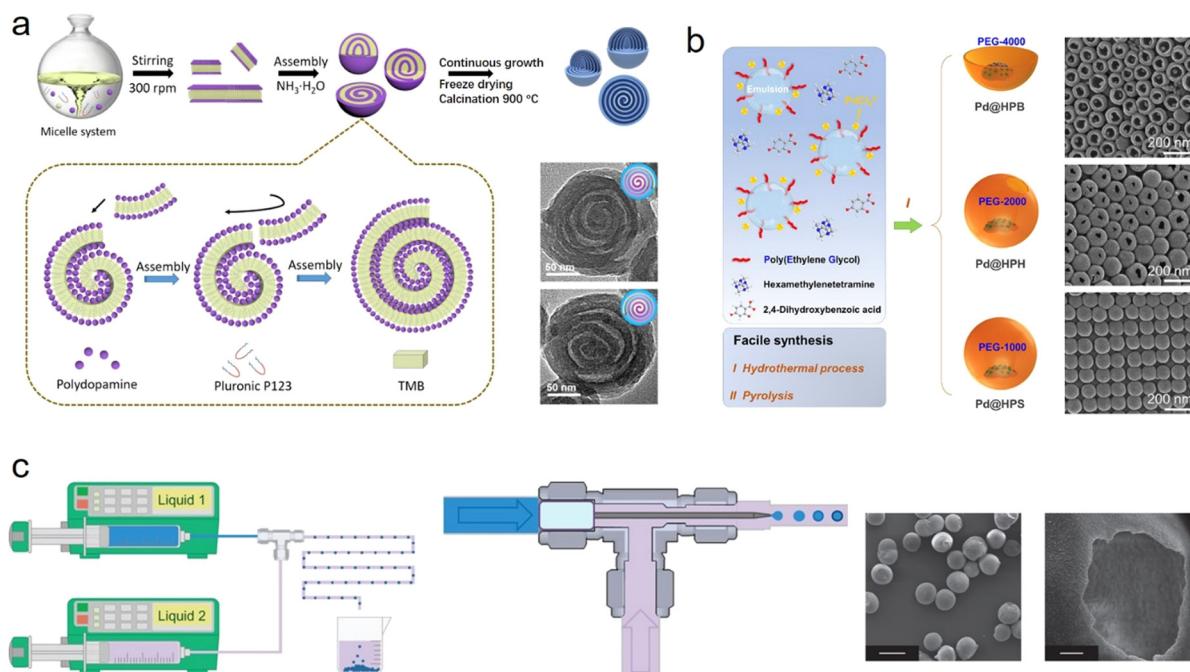 a
Stirring
300 rpm
Assembly
NH₃·H₂O
Continuous growth
Freeze drying
Calcination 900 °C
Micelle system
Assembly
Assembly
Polydopamine
Pluronic P123
TMB
50 nm
50 nm
b
Emulsion
Poly(Ethylene Glycol)
Hexamethylenetetramine
2,4-Dihydroxybenzoic acid
Facile synthesis
I Hydrothermal process
II Pyrolysis
I
PEG-4000
Pd@HPB
200 nm
PEG-2000
Pd@HPH
200 nm
PEG-1000
Pd@HPS
200 nm
c
Liquid 1
Liquid 2